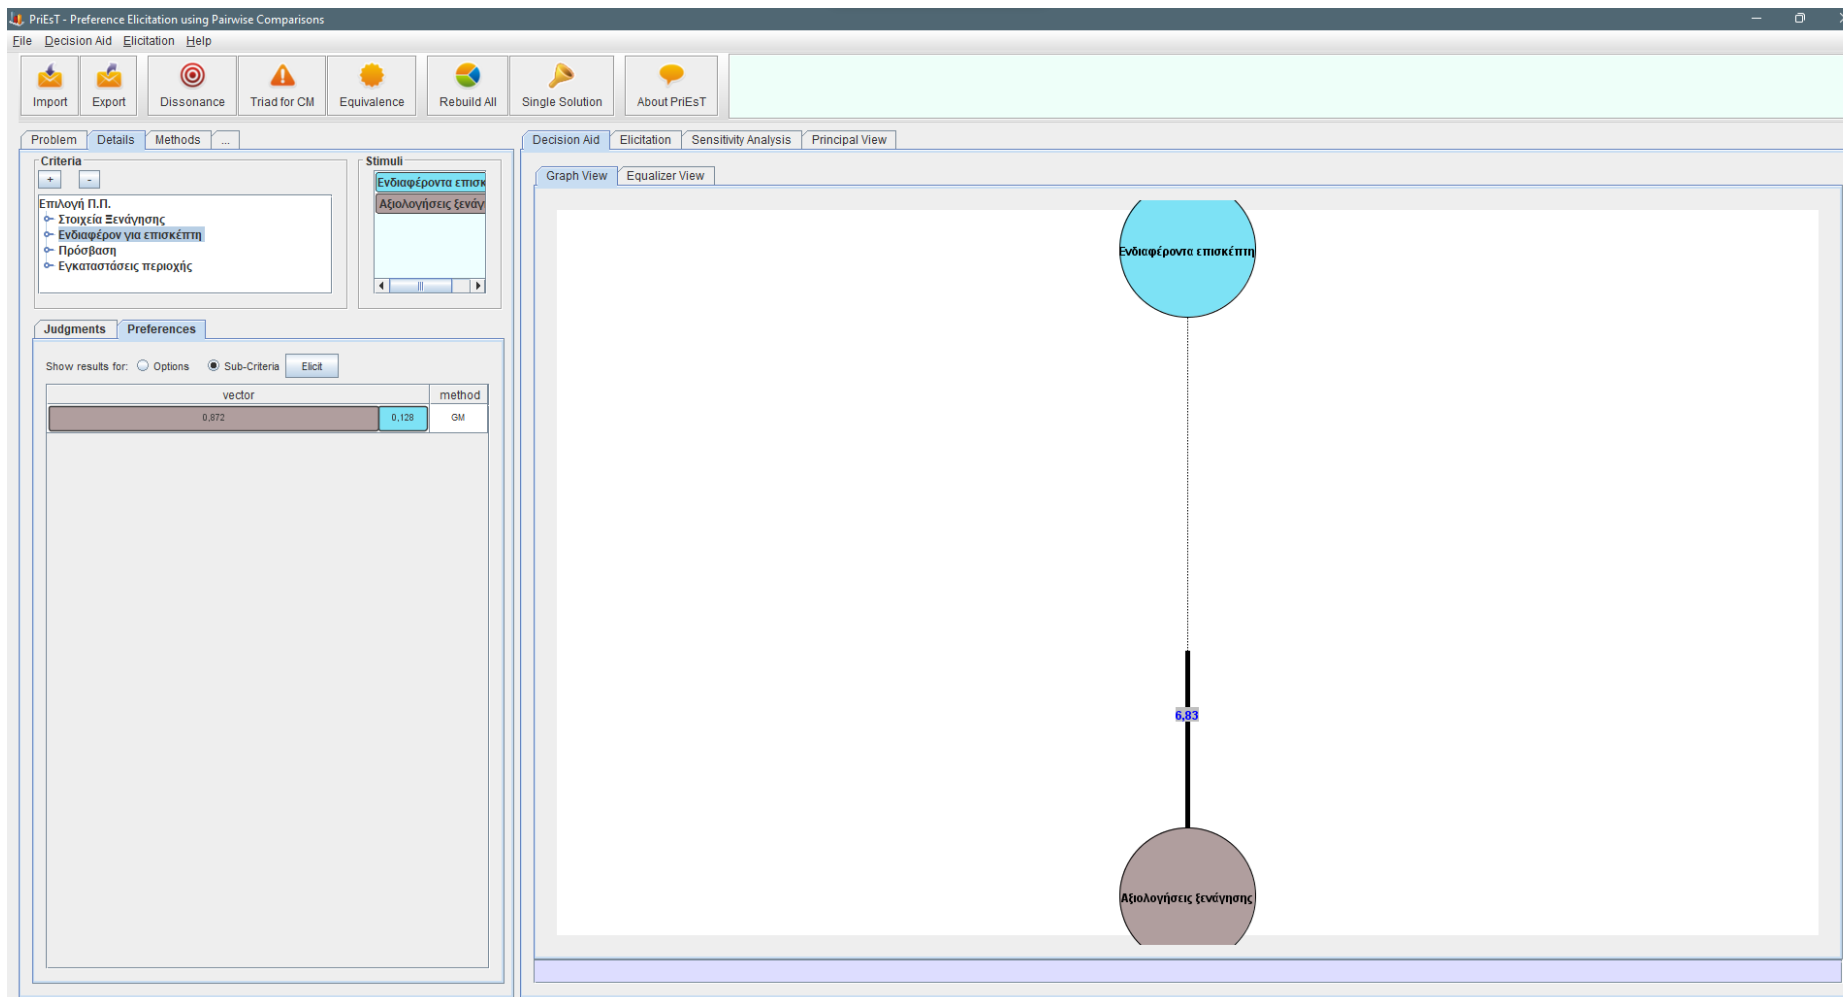 PriEsT - Preference Elicitation using Pairwise Comparisons
File Decision Aid Elicitation Help
Import Export Dissonance Triad for CM Equivalence Rebuild All Single Solution About PriEsT
Problem Details Methods ...
Decision Aid Elicitation Sensitivity Analysis Principal View
Criteria
+ -
Επιλογή Π.Π.
Στοιχεία Ξενάγησης
Ενδιαφέρον για επισκέπτη
Πρόσβαση
Εγκαταστάσεις περιοχής
Stimuli
Ενδιαφέροντα επισκ
Αξιολογήσεις ξενάγ
Graph View Equalizer View
Judgments Preferences
Show results for: Options Sub-Criteria Elicit
vector method
0,872 0,128 GM
Ενδιαφέροντα επισκέπτη
6,83
Αξιολογήσεις ξενάγησης